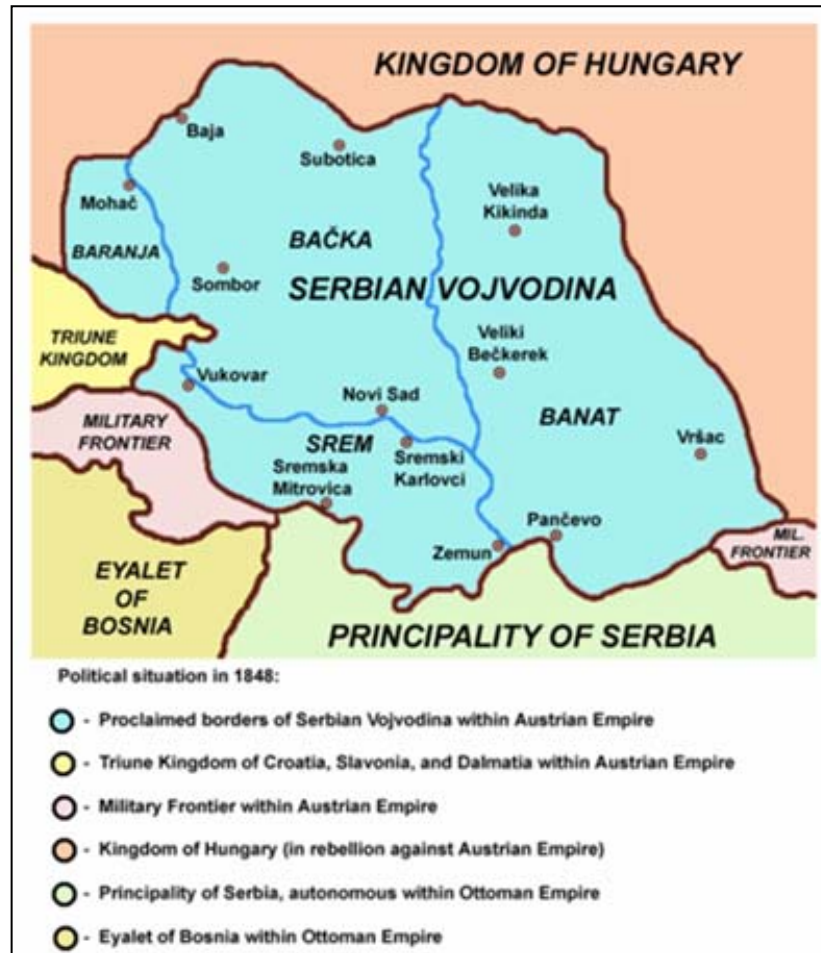 KINGDOM OF HUNGARY
Baja
Subotica
Mohač
Velika
Kikinda
BARANJA
BAČKA
Sombor
SERBIAN VOJVODINA
TRIUNE
KINGDOM
Veliki
Bečkerek
Vukovar
Novi Sad
MILITARY
FRONTIER
BANAT
SREM
Vršac
Sremski
Karlovci
Sremska
Mitrovica
Pančevo
Zemun
MIL.
FRONTIER
EYALET
OF
BOSNIA
PRINCIPALITY OF SERBIA
Political situation in 1848:
- Proclaimed borders of Serbian Vojvodina within Austrian Empire
- Triune Kingdom of Croatia, Slavonia, and Dalmatia within Austrian Empire
- Military Frontier within Austrian Empire
- Kingdom of Hungary (in rebellion against Austrian Empire)
- Principality of Serbia, autonomous within Ottoman Empire
- Eyalet of Bosnia within Ottoman Empire